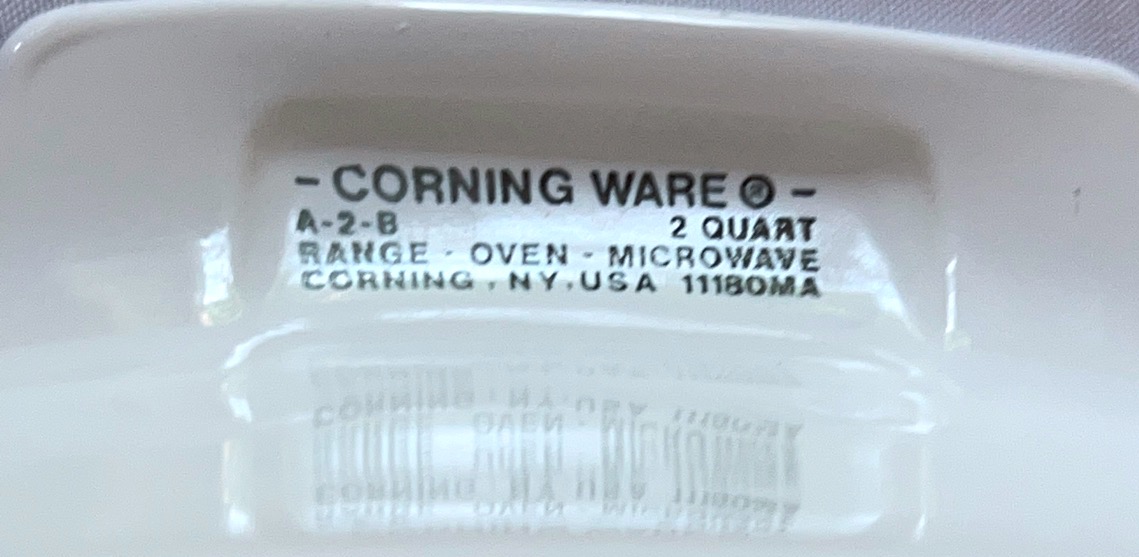 - CORNING WARE ® -
A-2-B 2 QUART
RANGE - OVEN - MICROWAVE
CORNING, NY, USA 11180MA